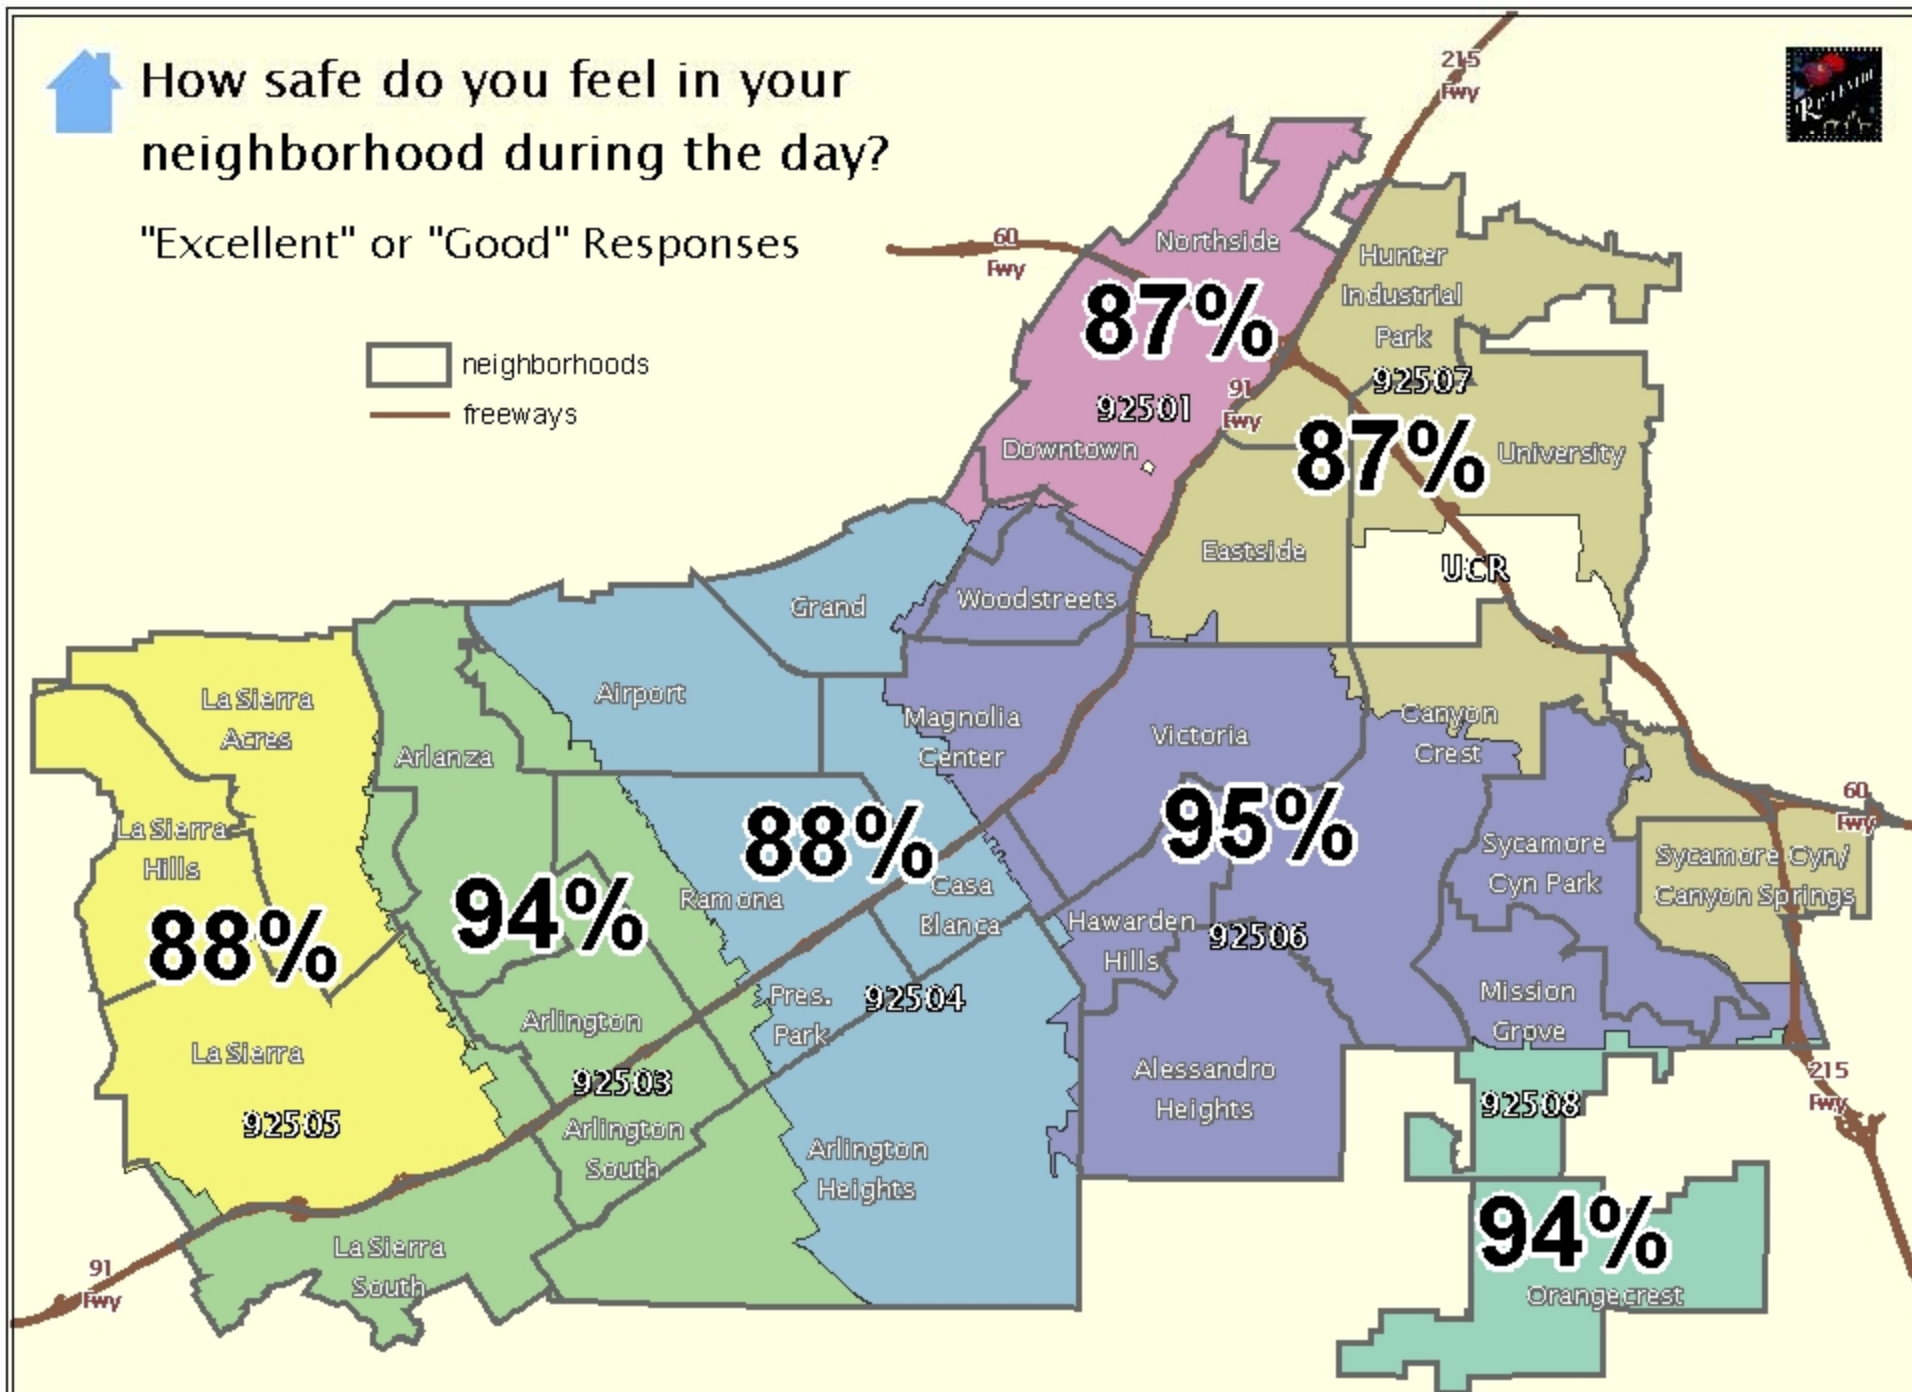 How safe do you feel in your
neighborhood during the day?
"Excellent" or "Good" Responses
neighborhoods
freeways
215
Fwy
60
Fwy
Northside
87%
92501
Downtown
91
Fwy
Hunter
Industrial
Park
92507
87%
University
Eastside
UCR
Grand
Woodstreets
Airport
Magnolia
Center
Victoria
Canyon
Crest
La Sierra
Acres
Arlanza
La Sierra
Hills
88%
94%
88%
Ramona
Casa
Blanca
95%
Hawarden
Hills
92506
Sycamore
Cyn Park
Sycamore Cyn/
Canyon Springs
60
Fwy
Mission
Grove
La Sierra
92505
Arlington
92503
Arlington
South
Pres.
Park
92504
Arlington
Heights
Alessandro
Heights
92508
215
Fwy
94%
Orangecrest
La Sierra
South
91
Fwy